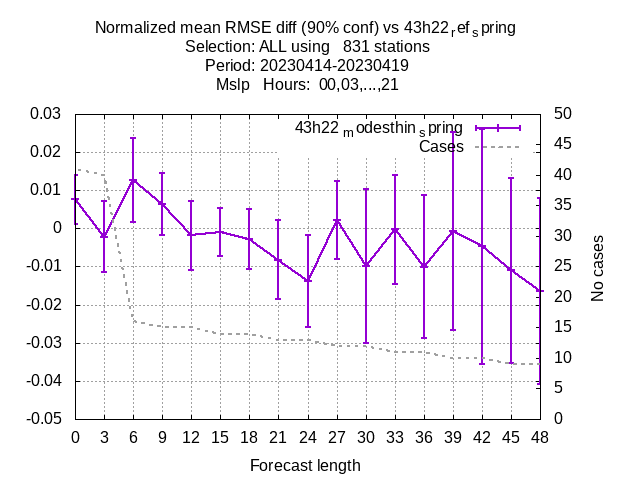 Normalized mean RMSE diff (90% conf) vs 43h22refspring
Selection: ALL using   831 stations
Period: 20230414-20230419
Mslp   Hours:  00,03,...,21
43h22modesthinspring
Cases
0.03
0.02
0.01
0
-0.01
-0.02
-0.03
-0.04
-0.05
50
45
40
35
30
25
20
15
10
5
0
No cases
0 3 6 9 12 15 18 21 24 27 30 33 36 39 42 45 48
Forecast length